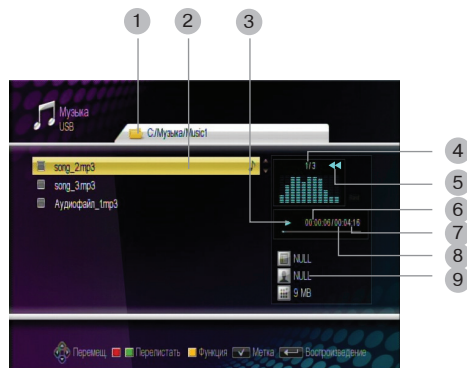 1 2 3
Музыка
USB
C:/Музыка/Music1
song_2.mp3
song_3.mp3
Аудиофайл_1.mp3
1/3
4
5
6
00:00:06/00:04:16
7
8
NULL
NULL
9
9 MB
Перемещ. Перелистать Функция Метка Воспроизведение